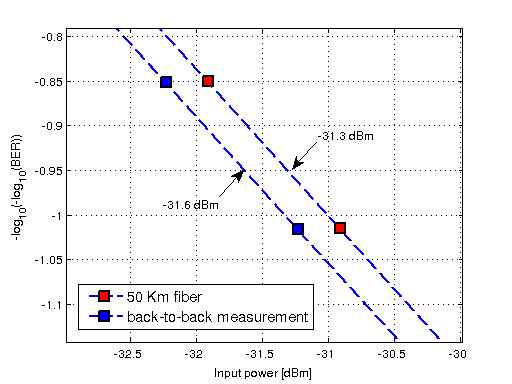 -0.8
-0.85
-0.9
-0.95
-1
-1.05
-1.1
-log10(-log10(BER))
-31.3 dBm
-31.6 dBm
50 Km fiber
back-to-back measurement
-32.5
-32
-31.5
-31
-30.5
-30
Input power [dBm]